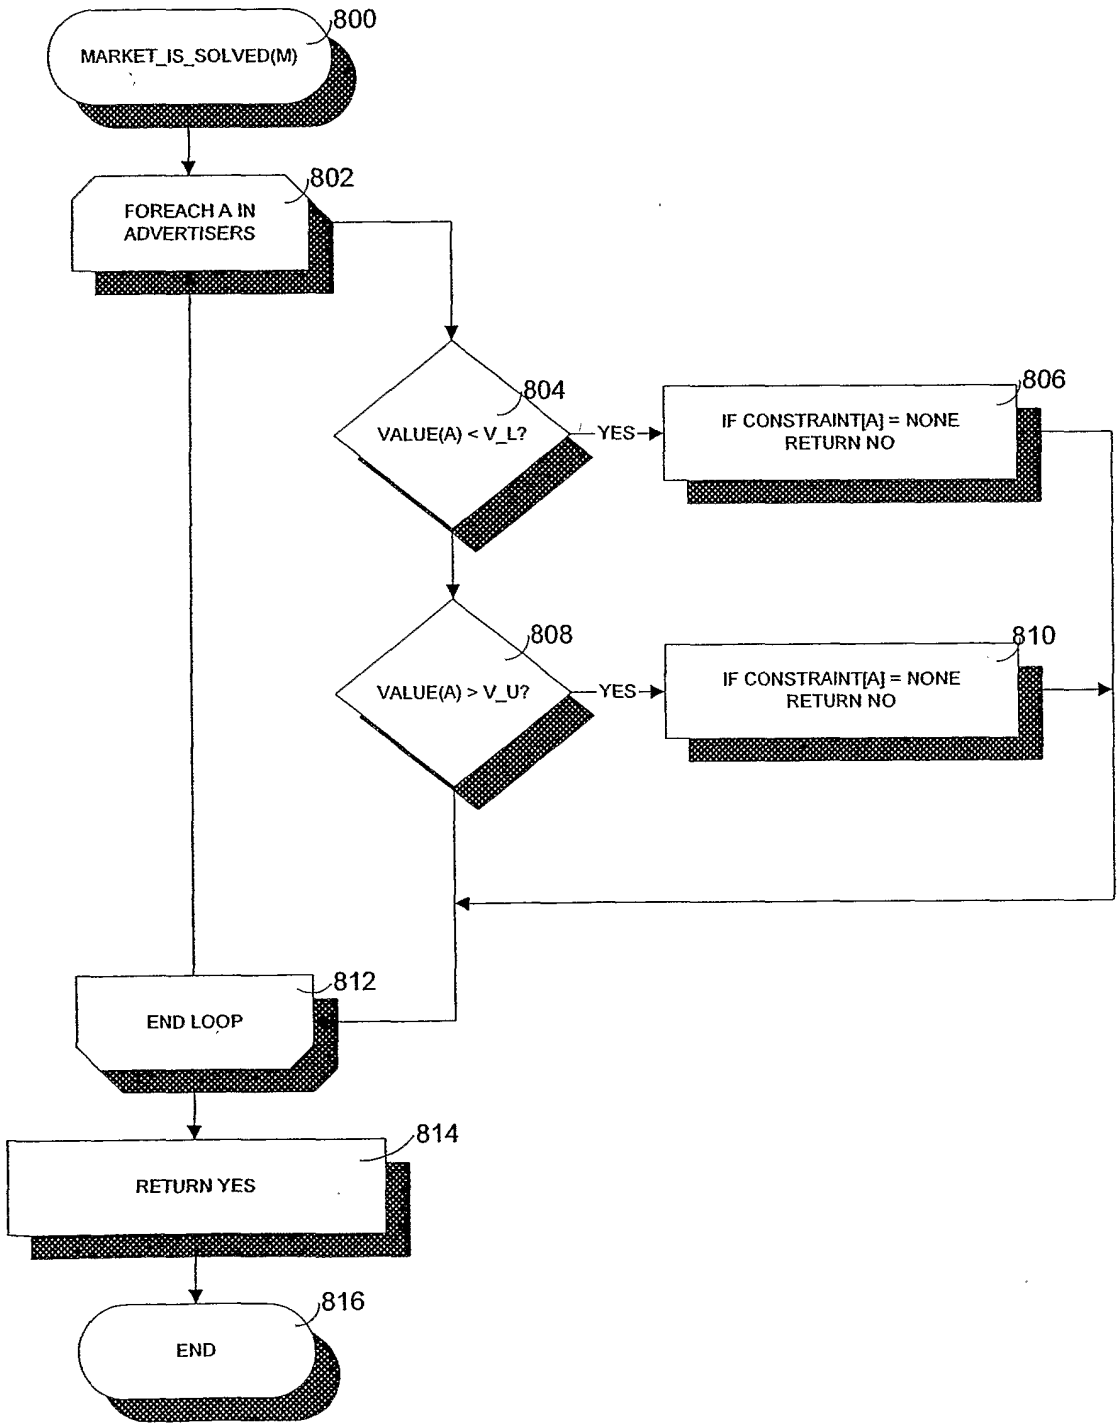 800
MARKET_IS_SOLVED(M)
802
FOREACH A IN
ADVERTISERS
804
VALUE(A) < V_L?
YES
806
IF CONSTRAINT[A] = NONE
RETURN NO
808
VALUE(A) > V_U?
YES
810
IF CONSTRAINT[A] = NONE
RETURN NO
812
END LOOP
814
RETURN YES
816
END